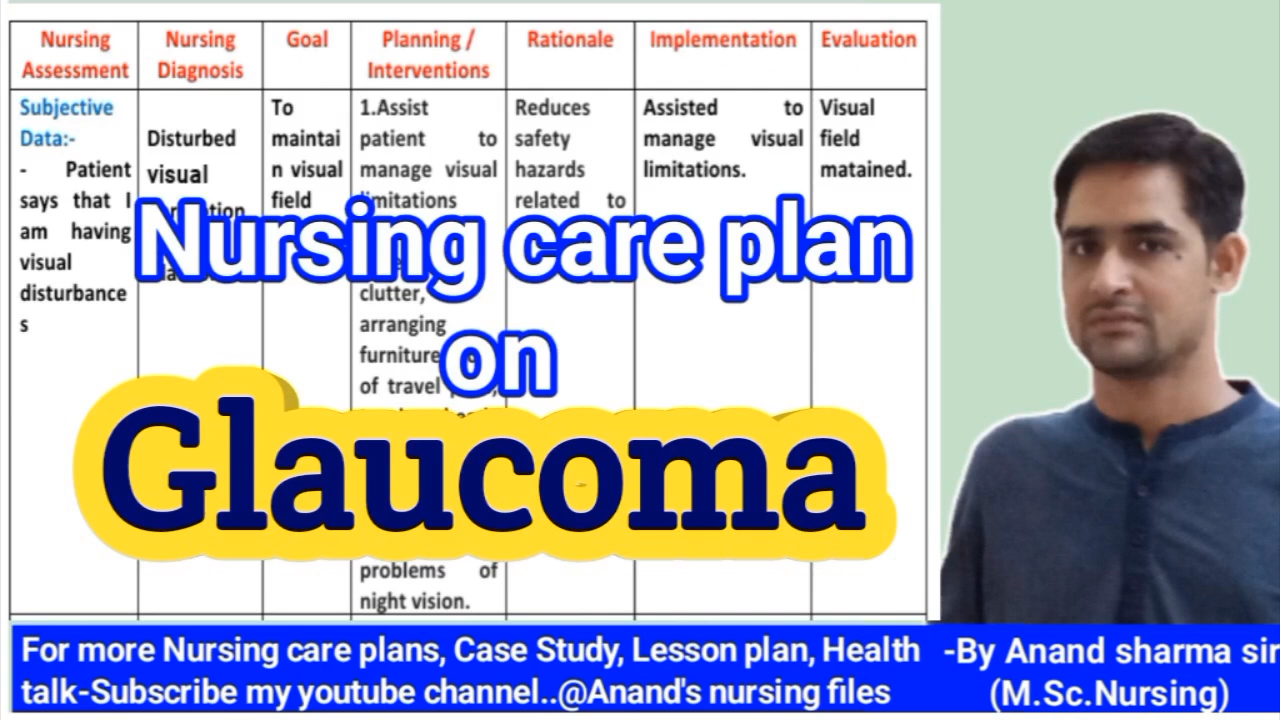 Nursing Assessment
Nursing Diagnosis
Goal
Planning / Interventions
Rationale
Implementation
Evaluation
Subjective
Data:-
- Patient
says that I
am having
visual
disturbance
s
Disturbed
visual
To
maintai
n visual
field
1.Assist
patient to
manage visual
limitations
clutter,
arranging
furniture
of travel
problems of
night vision.
Reduces
safety
hazards
related to
Assisted to
manage visual
limitations.
Visual
field
matained.
Nursing care plan
on
Glaucoma
For more Nursing care plans, Case Study, Lesson plan, Health
talk-Subscribe my youtube channel..@Anand's nursing files
-By Anand sharma sir
(M.Sc.Nursing)